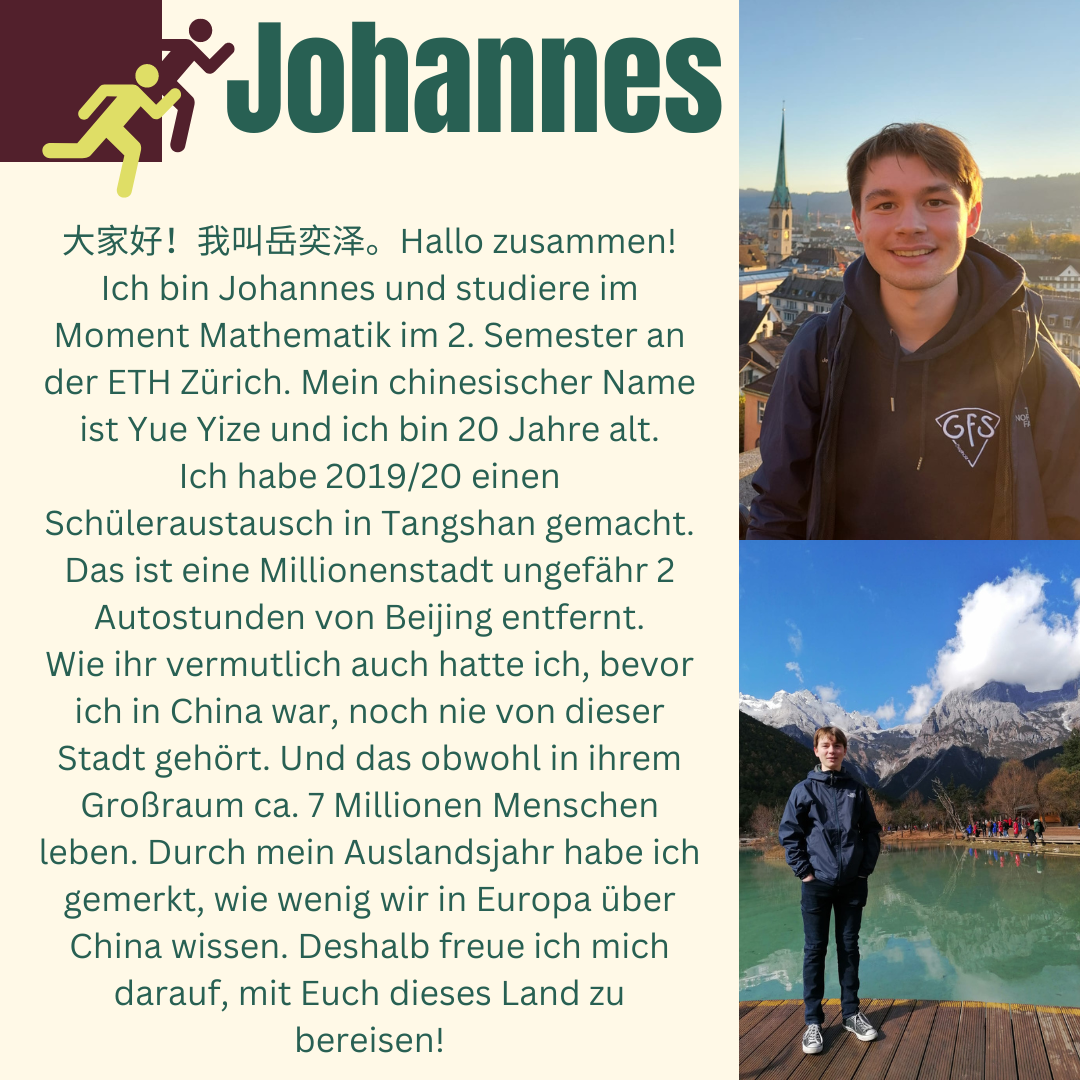 Johannes
大家好！我叫岳奕泽。Hallo zusammen!
Ich bin Johannes und studiere im
Moment Mathematik im 2. Semester an
der ETH Zürich. Mein chinesischer Name
ist Yue Yize und ich bin 20 Jahre alt.
Ich habe 2019/20 einen
Schüleraustausch in Tangshan gemacht.
Das ist eine Millionenstadt ungefähr 2
Autostunden von Beijing entfernt.
Wie ihr vermutlich auch hatte ich, bevor
ich in China war, noch nie von dieser
Stadt gehört. Und das obwohl in ihrem
Großraum ca. 7 Millionen Menschen
leben. Durch mein Auslandsjahr habe ich
gemerkt, wie wenig wir in Europa über
China wissen. Deshalb freue ich mich
darauf, mit Euch dieses Land zu
bereisen!
GFS